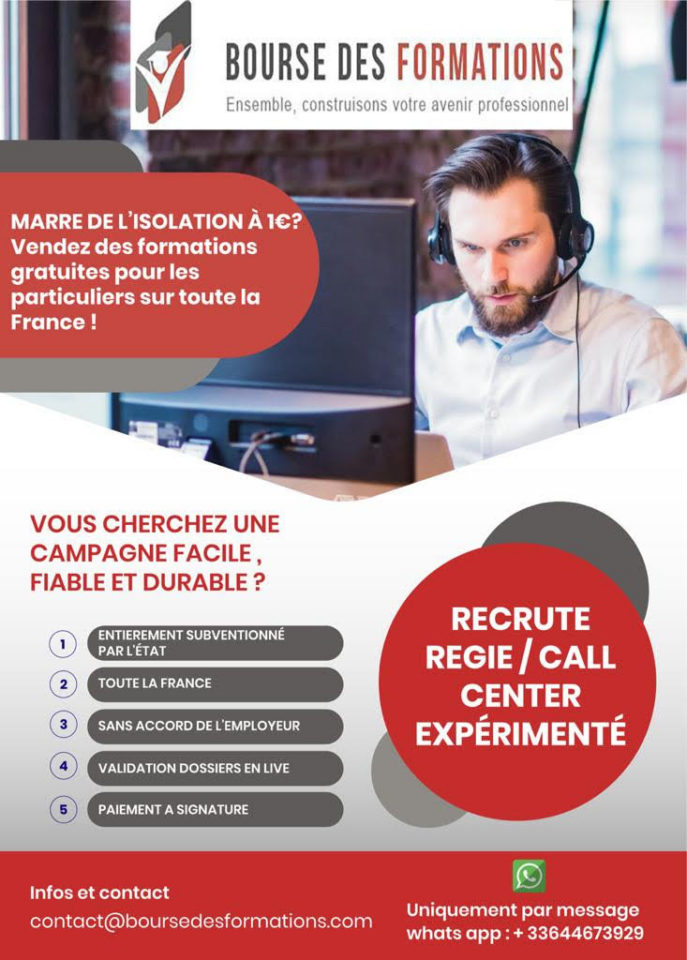 BOURSE DES FORMATIONS
Ensemble, construisons votre avenir professionnel
MARRE DE L'ISOLATION À 1€?
Vendez des formations
gratuites pour les
particuliers sur toute la
France !
VOUS CHERCHEZ UNE
CAMPAGNE FACILE ,
FIABLE ET DURABLE ?
1 ENTIEREMENT SUBVENTIONNÉ
PAR L'ÉTAT
2 TOUTE LA FRANCE
3 SANS ACCORD DE L'EMPLOYEUR
4 VALIDATION DOSSIERS EN LIVE
5 PAIEMENT A SIGNATURE
RECRUTE
REGIE / CALL
CENTER
EXPÉRIMENTÉ
Infos et contact
contact@boursedesformations.com
Uniquement par message
whats app : + 33644673929